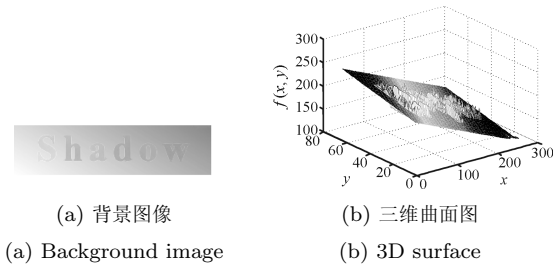 Shadow
300
250
200
150
100
f(x, y)
80
60
40
20
0
y
0
100
200
300
x
(a) 背景图像
(b) 三维曲面图
(a) Background image
(b) 3D surface